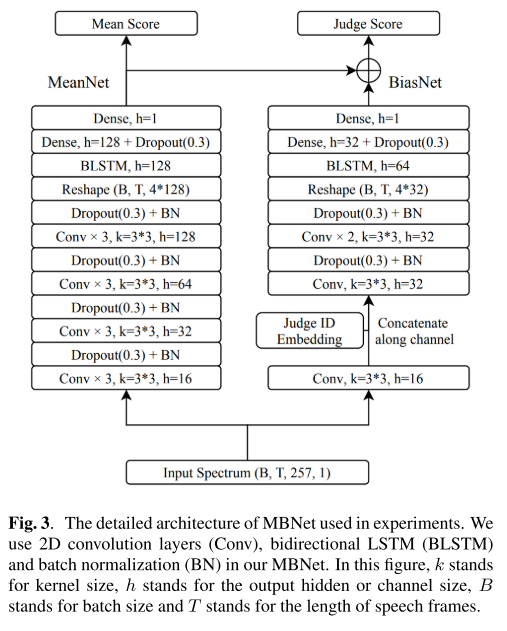 Mean Score
Judge Score
MeanNet
BiasNet
Dense, h=1
Dense, h=128 + Dropout(0.3)
BLSTM, h=128
Reshape (B, T, 4*128)
Dropout(0.3) + BN
Conv × 3, k=3*3, h=128
Dropout(0.3) + BN
Conv × 3, k=3*3, h=64
Dropout(0.3) + BN
Conv × 3, k=3*3, h=32
Dropout(0.3) + BN
Conv × 3, k=3*3, h=16
Dense, h=1
Dense, h=32 + Dropout(0.3)
BLSTM, h=64
Reshape (B, T, 4*32)
Dropout(0.3) + BN
Conv × 2, k=3*3, h=32
Dropout(0.3) + BN
Conv, k=3*3, h=32
Judge ID
Embedding
Concatenate
along channel
Conv, k=3*3, h=16
Input Spectrum (B, T, 257, 1)
Fig. 3. The detailed architecture of MBNet used in experiments. We
use 2D convolution layers (Conv), bidirectional LSTM (BLSTM)
and batch normalization (BN) in our MBNet. In this figure, k stands
for kernel size, h stands for the output hidden or channel size, B
stands for batch size and T stands for the length of speech frames.